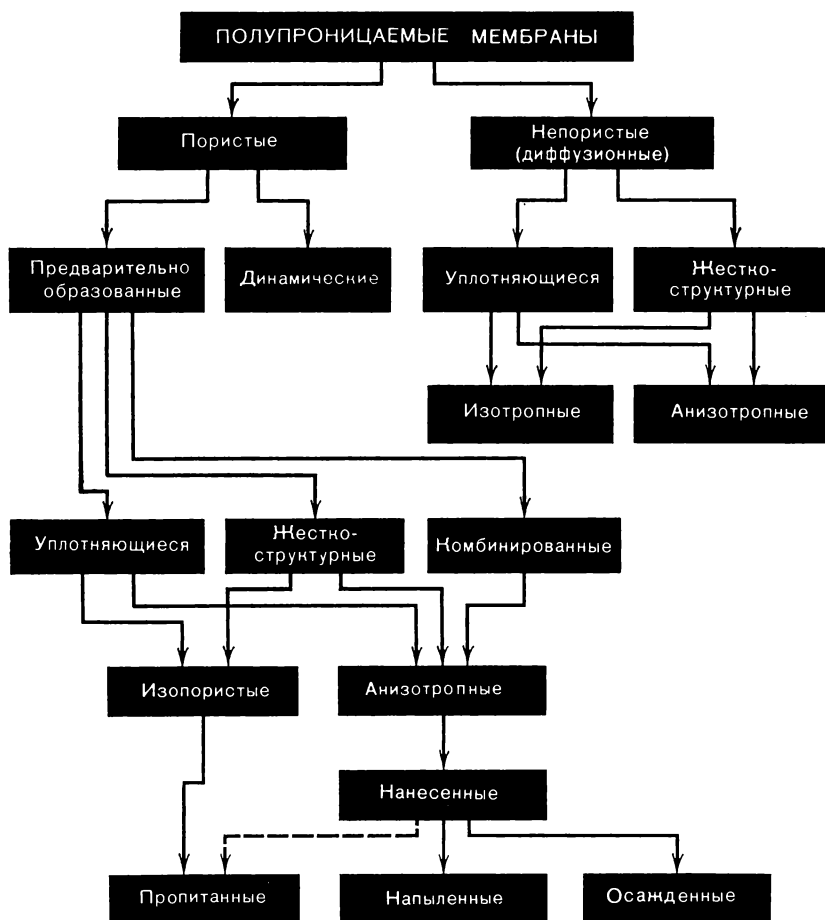 ПОЛУПРОНИЦАЕМЫЕ МЕМБРАНЫ
Пористые
Непористые
(диффузионные)
Предварительно
образованные
Динамические
Уплотняющиеся
Жестко-
структурные
Изотропные
Анизотропные
Уплотняющиеся
Жестко-
структурные
Комбинированные
Изопористые
Анизотропные
Нанесенные
Пропитанные
Напыленные
Осажденные